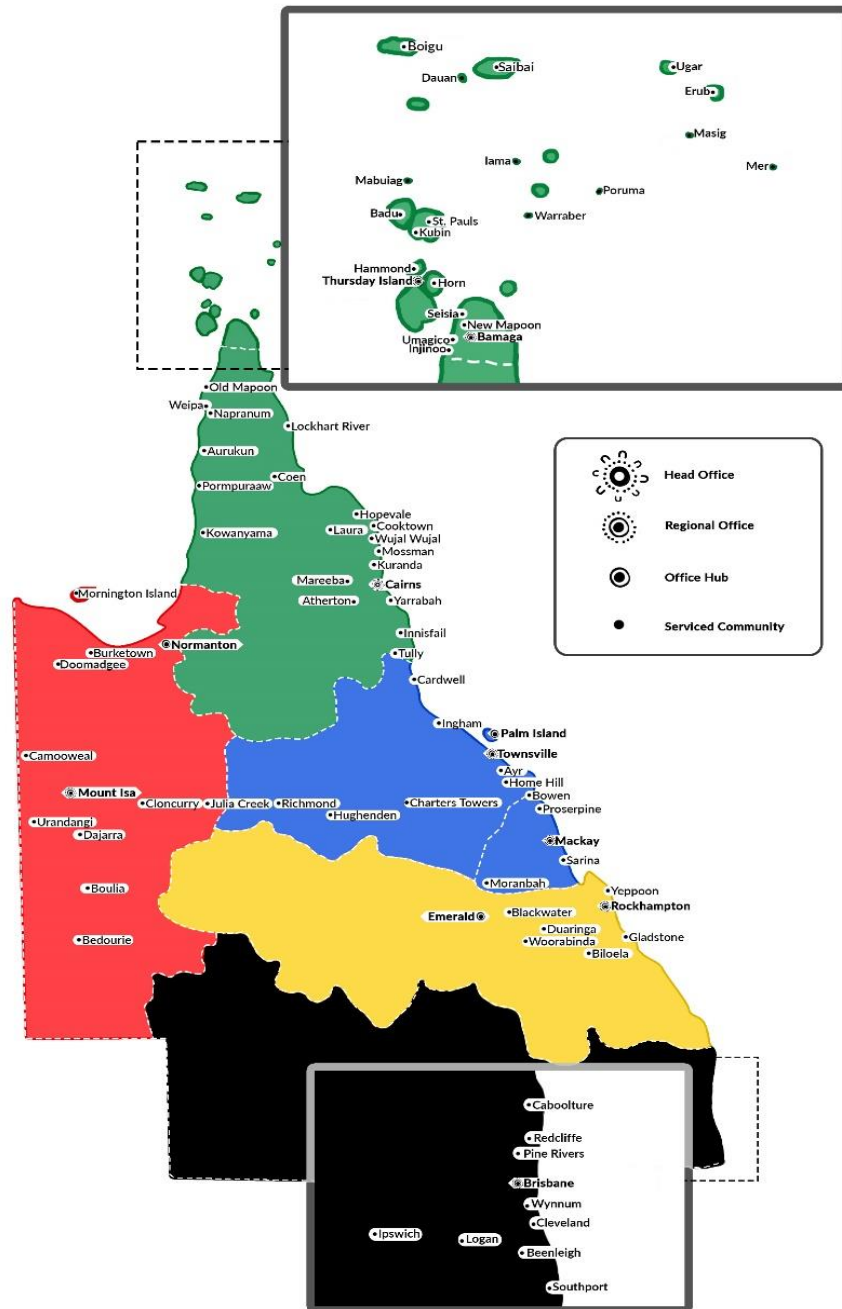 Boigu
Saibai
Dauan
Ugar
Erub
Masig
Iama
Mer
Mabuiag
Poruma
Badu
St. Pauls
Warraber
Kubin
Hammond
Thursday Island
Horn
Seisia
New Mapoon
Umagico
Bamaga
Injinoo
Old Mapoon
Weipa
Napranum
Lockhart River
Aurukun
Coen
Pormpuraaw
Hopevale
Laura
Cooktown
Kowanyama
Wujal Wujal
Mossman
Kuranda
Mareeba
Cairns
Mornington Island
Atherton
Yarrabah
Innisfail
Normanton
Burketown
Tully
Doomadgee
Cardwell
Ingham
Palm Island
Camooweal
Townsville
Ayr
Home Hill
Mount Isa
Bowen
Cloncurry
Julia Creek
Richmond
Charters Towers
Proserpine
Hughenden
Urandangi
Dajarra
Mackay
Sarina
Moranbah
Boulia
Yeppoon
Rockhampton
Emerald
Blackwater
Duaringa
Gladstone
Bedourie
Woorabinda
Biloela
Caboolture
Redcliffe
Pine Rivers
Brisbane
Wynnum
Cleveland
Ipswich
Logan
Beenleigh
Southport
Head Office
Regional Office
Office Hub
Serviced Community